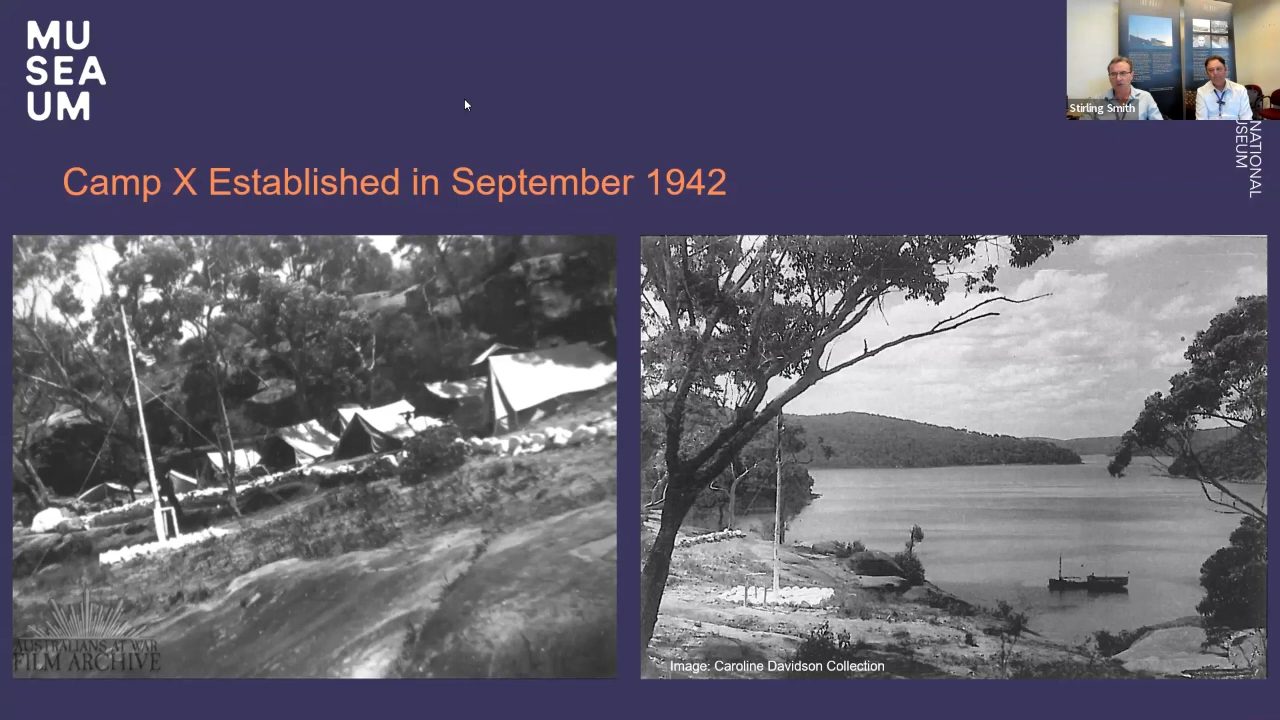 MU
SEA
UM
Stirling Smith
NATIONAL
USEUM
Camp X Established in September 1942
AUSTRALIANS AT WAR
FILM ARCHIVE
Image: Caroline Davidson Collection